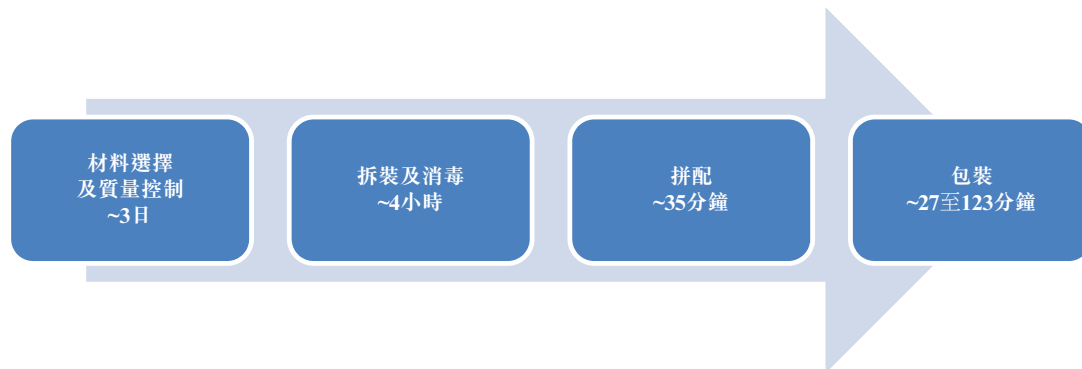 材料選擇
及質量控制
~3日
拆裝及消毒
~4小時
拼配
~35分鐘
包裝
~27至123分鐘